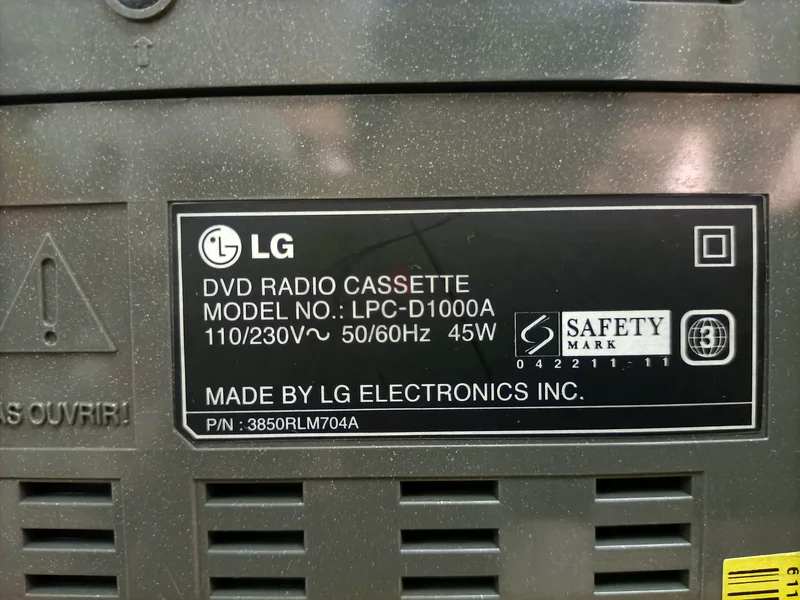 LG
DVD RADIO CASSETTE
MODEL NO.: LPC-D1000A
110/230V~ 50/60Hz 45W
SAFETY
MARK
042211-11
3
MADE BY LG ELECTRONICS INC.
P/N : 3850RLM704A
AS OUVRIR!
611